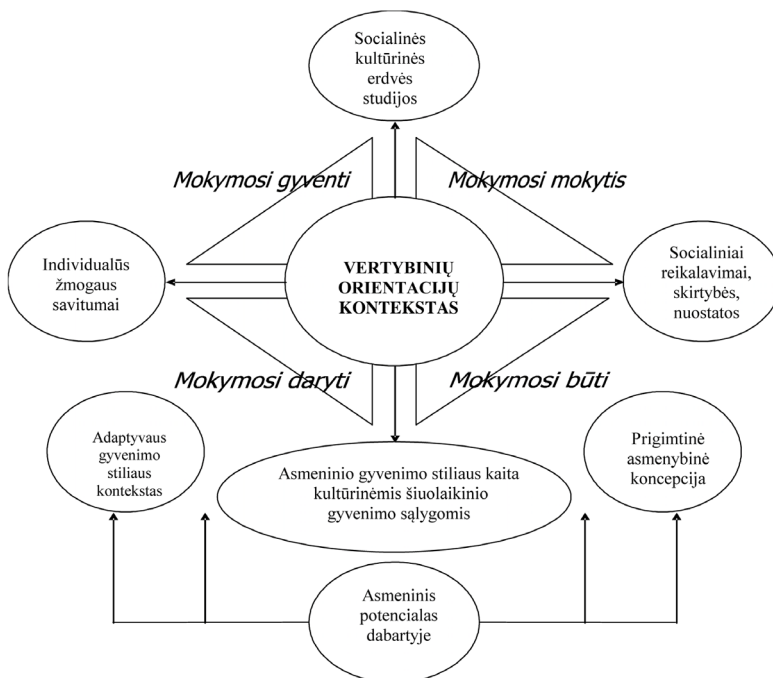 Socialinės
kultūrinės
erdvės
studijos
Mokymosi gyventi
Mokymosi mokytis
Individualūs
žmogaus
savitumai
VERTYBINIŲ
ORIENTACIJŲ
KONTEKSTAS
Socialiniai
reikalavimai,
skirtybės,
nuostatos
Mokymosi daryti
Mokymosi būti
Adaptyvaus
gyvenimo
stiliaus
kontekstas
Asmeninio gyvenimo stiliaus kaita
kultūrinėmis šiuolaikinio
gyvenimo sąlygomis
Prigimtinė
asmenybinė
koncepcija
Asmeninis
potencialas
dabartyje